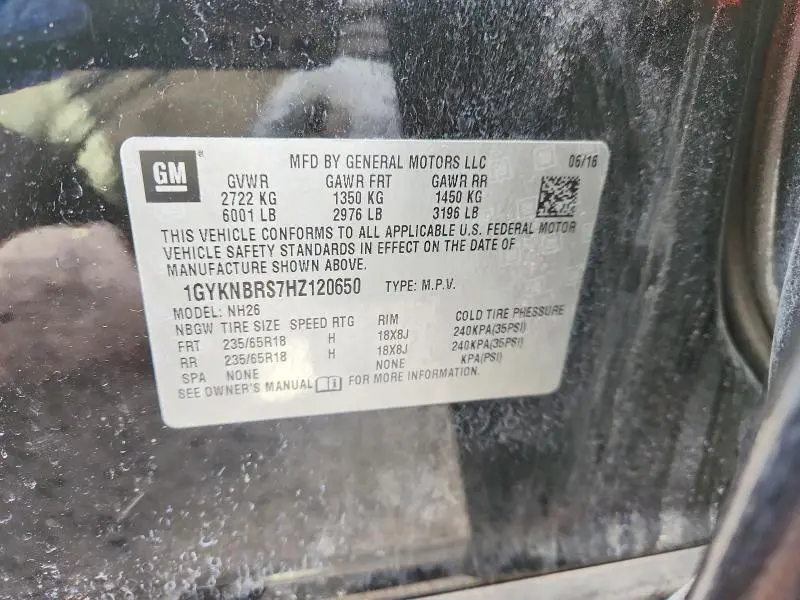 GM ®
MFD BY GENERAL MOTORS LLC 06/16
GVWR GAWR FRT GAWR RR
2722 KG 1350 KG 1450 KG
6001 LB 2976 LB 3196 LB
THIS VEHICLE CONFORMS TO ALL APPLICABLE U.S. FEDERAL MOTOR
VEHICLE SAFETY STANDARDS IN EFFECT ON THE DATE OF
MANUFACTURE SHOWN ABOVE.
1GYKNBRS7HZ120650 TYPE: M.P.V.
MODEL: NH26
NBGW TIRE SIZE SPEED RTG RIM COLD TIRE PRESSURE
FRT 235/65R18 H 18X8J 240KPA(35PSI)
RR 235/65R18 H 18X8J 240KPA(35PSI)
SPA NONE NONE KPA(PSI)
SEE OWNER'S MANUAL FOR MORE INFORMATION.